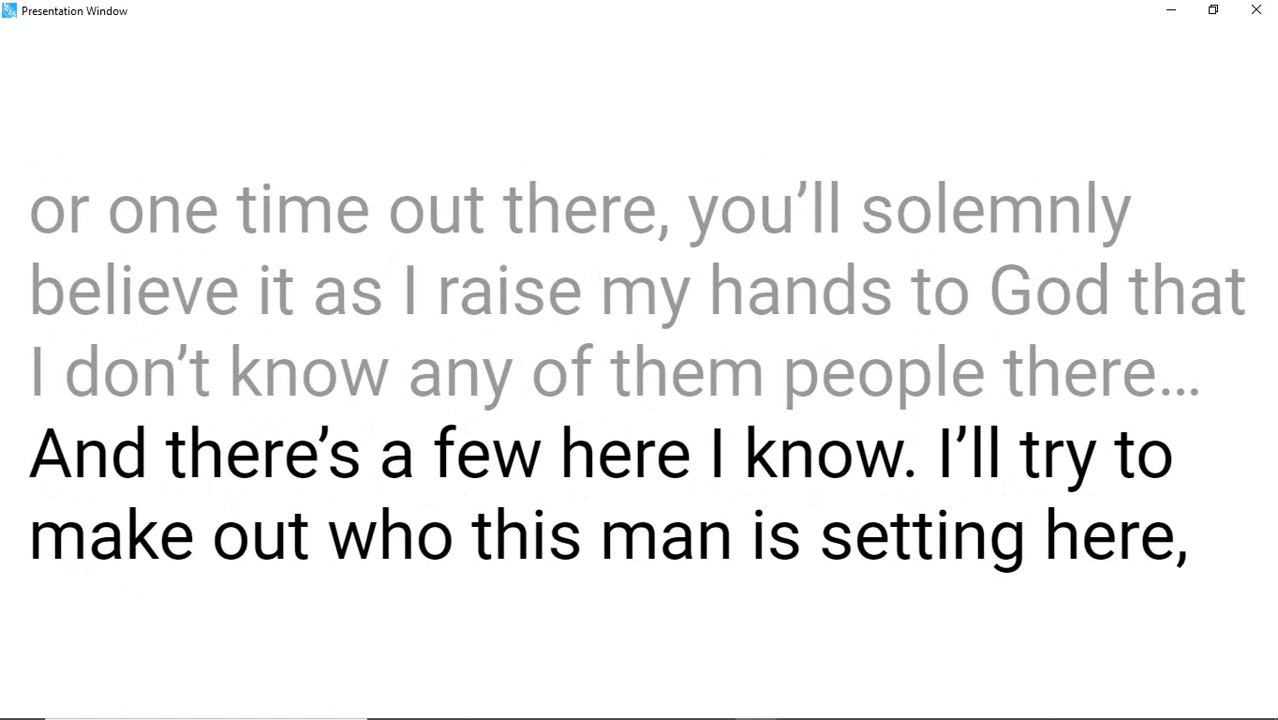 Presentation Window
or one time out there, you’ll solemnly
believe it as I raise my hands to God that
I don’t know any of them people there…
And there’s a few here I know. I’ll try to
make out who this man is setting here,